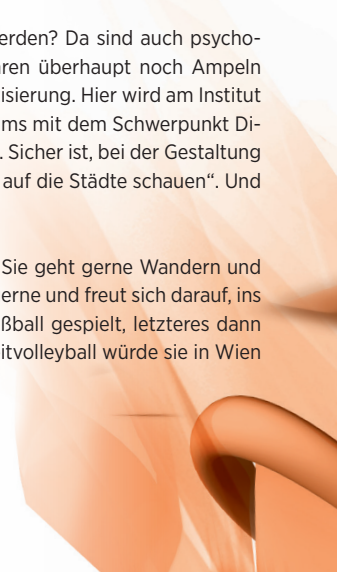 erden? Da sind auch psycho-
ren überhaupt noch Ampeln
isierung. Hier wird am Institut
ms mit dem Schwerpunkt Di-
. Sicher ist, bei der Gestaltung
auf die Städte schauen“. Und
Sie geht gerne Wandern und
erne und freut sich darauf, ins
ßball gespielt, letzteres dann
itvolleyball würde sie in Wien